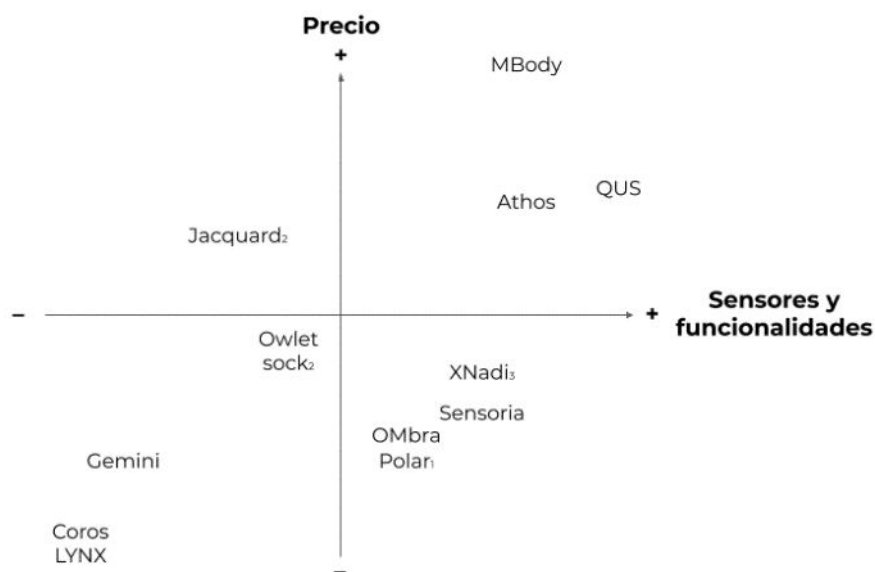 Precio
+
MBody
QUS
Athos
Jacquard₂
–
+
Sensores y
funcionalidades
Owlet
sock₂
XNadi₃
Sensoria
OMbra
Polar₁
Gemini
Coros
LYNX
–